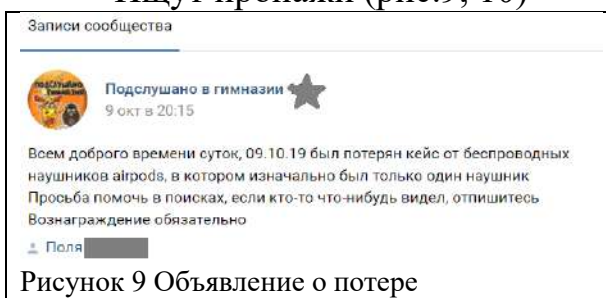 Ищут пропажи (рис.9, 10)
Записи сообщества
Подслушано в гимназии
9 окт в 20:15
Всем доброго времени суток, 09.10.19 был потерян кейс от беспроводных
наушников airpods, в котором изначально был только один наушник
Просьба помочь в поисках, если кто-то что-нибудь видел, отпишитесь
Вознаграждение обязательно
Поля
Рисунок 9 Объявление о потере